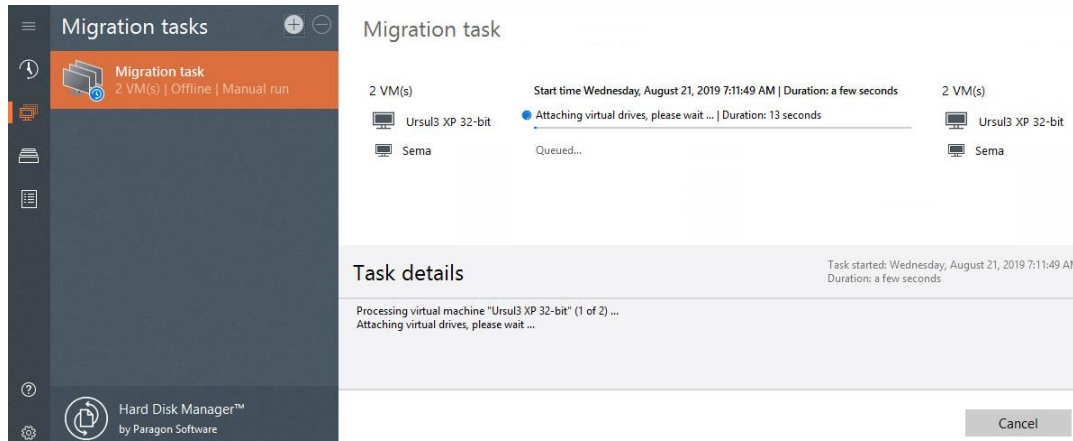 Migration tasks
Migration task
2 VM(s) | Offline | Manual run
Hard Disk Manager™
by Paragon Software
Migration task
2 VM(s)
Ursul3 XP 32-bit
Sema
Start time Wednesday, August 21, 2019 7:11:49 AM | Duration: a few seconds
Attaching virtual drives, please wait ... | Duration: 13 seconds
Queued...
2 VM(s)
Ursul3 XP 32-bit
Sema
Task details
Task started: Wednesday, August 21, 2019 7:11:49 AM
Duration: a few seconds
Processing virtual machine "Ursul3 XP 32-bit" (1 of 2) ...
Attaching virtual drives, please wait ...
Cancel